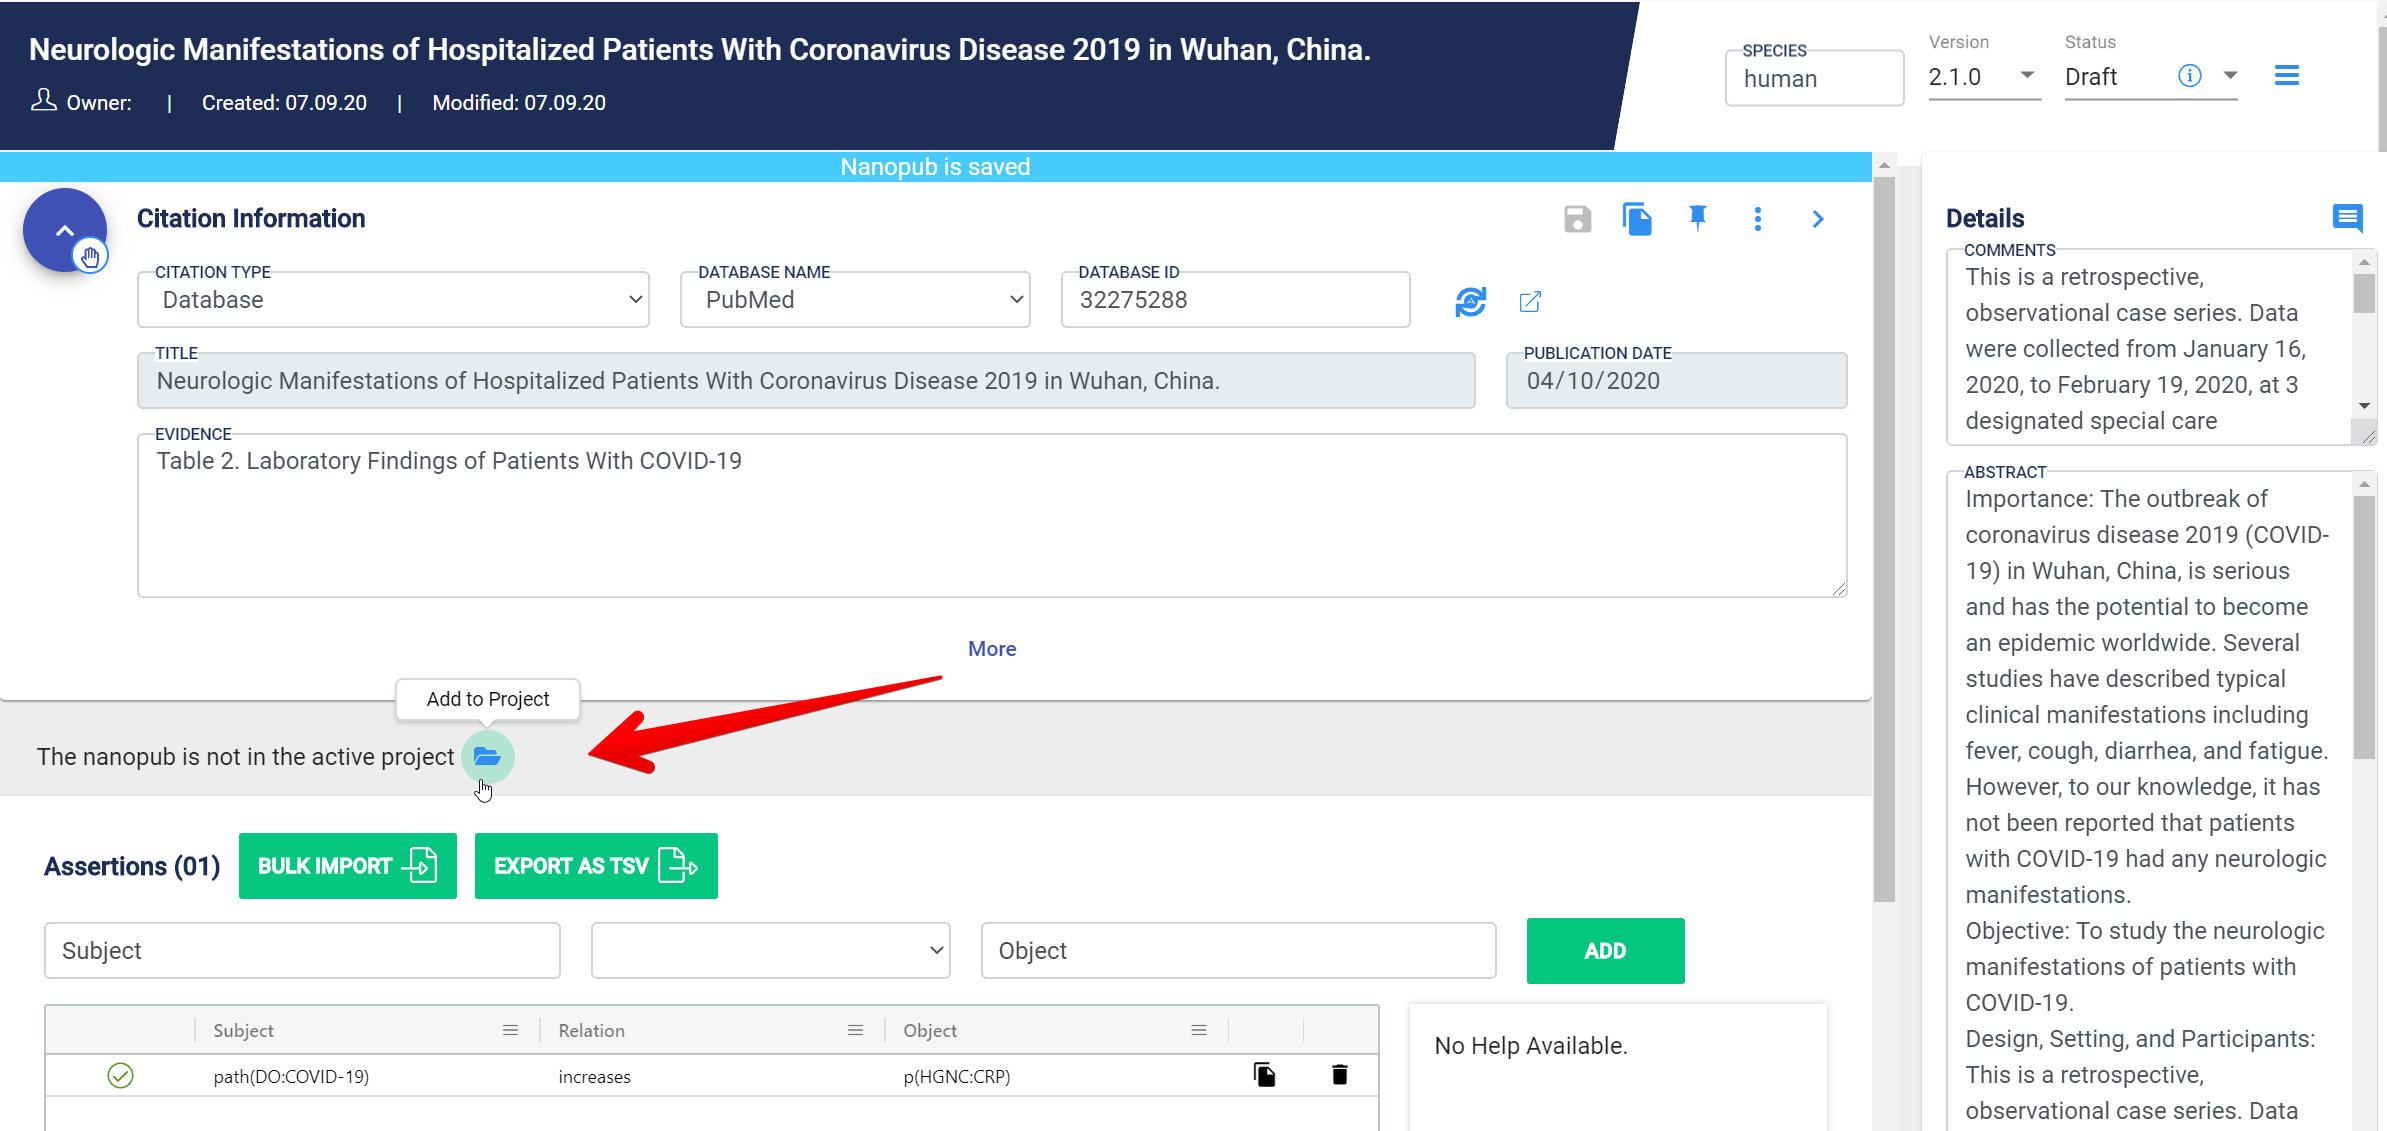 Neurologic Manifestations of Hospitalized Patients With Coronavirus Disease 2019 in Wuhan, China.
Owner: | Created: 07.09.20 | Modified: 07.09.20
SPECIES
human
Version
2.1.0
Status
Draft
Nanopub is saved
Citation Information
CITATION TYPE
Database
DATABASE NAME
PubMed
DATABASE ID
32275288
TITLE
Neurologic Manifestations of Hospitalized Patients With Coronavirus Disease 2019 in Wuhan, China.
PUBLICATION DATE
04/10/2020
EVIDENCE
Table 2. Laboratory Findings of Patients With COVID-19
More
Add to Project
The nanopub is not in the active project
Assertions (01)
BULK IMPORT
EXPORT AS TSV
Subject
Object
ADD
Subject Relation Object
path(DO:COVID-19) increases p(HGNC:CRP)
No Help Available.
Details
COMMENTS
This is a retrospective,
observational case series. Data
were collected from January 16,
2020, to February 19, 2020, at 3
designated special care
ABSTRACT
Importance: The outbreak of
coronavirus disease 2019 (COVID-
19) in Wuhan, China, is serious
and has the potential to become
an epidemic worldwide. Several
studies have described typical
clinical manifestations including
fever, cough, diarrhea, and fatigue.
However, to our knowledge, it has
not been reported that patients
with COVID-19 had any neurologic
manifestations.
Objective: To study the neurologic
manifestations of patients with
COVID-19.
Design, Setting, and Participants:
This is a retrospective,
observational case series. Data